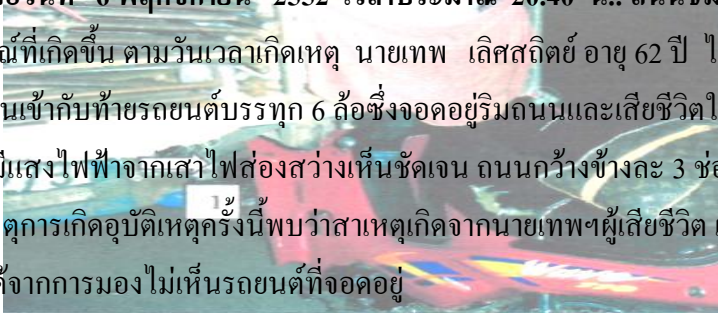 6 พฤศจิกายน 2552 เวลาประมาณ 20.40 น..
ณ์ที่เกิดขึ้น ตามวันเวลาเกิดเหตุ นายเทพ เลิศสถิตย์ อายุ 62 ปี
นเข้ากับท้ายรถยนต์บรรทุก 6 ล้อซึ่งจอดอยู่ริมถนนและเสียชีวิตใ
มีแสงไฟฟ้าจากเสาไฟส่องสว่างเห็นชัดเจน ถนนกว้างข้างละ 3 ช่อ
ตุการเกิดอุบัติเหตุครั้งนี้พบว่าสาเหตุเกิดจากนายเทพฯผู้เสียชีวิต
จากการมองไม่เห็นรถยนต์ที่จอดอยู่
1